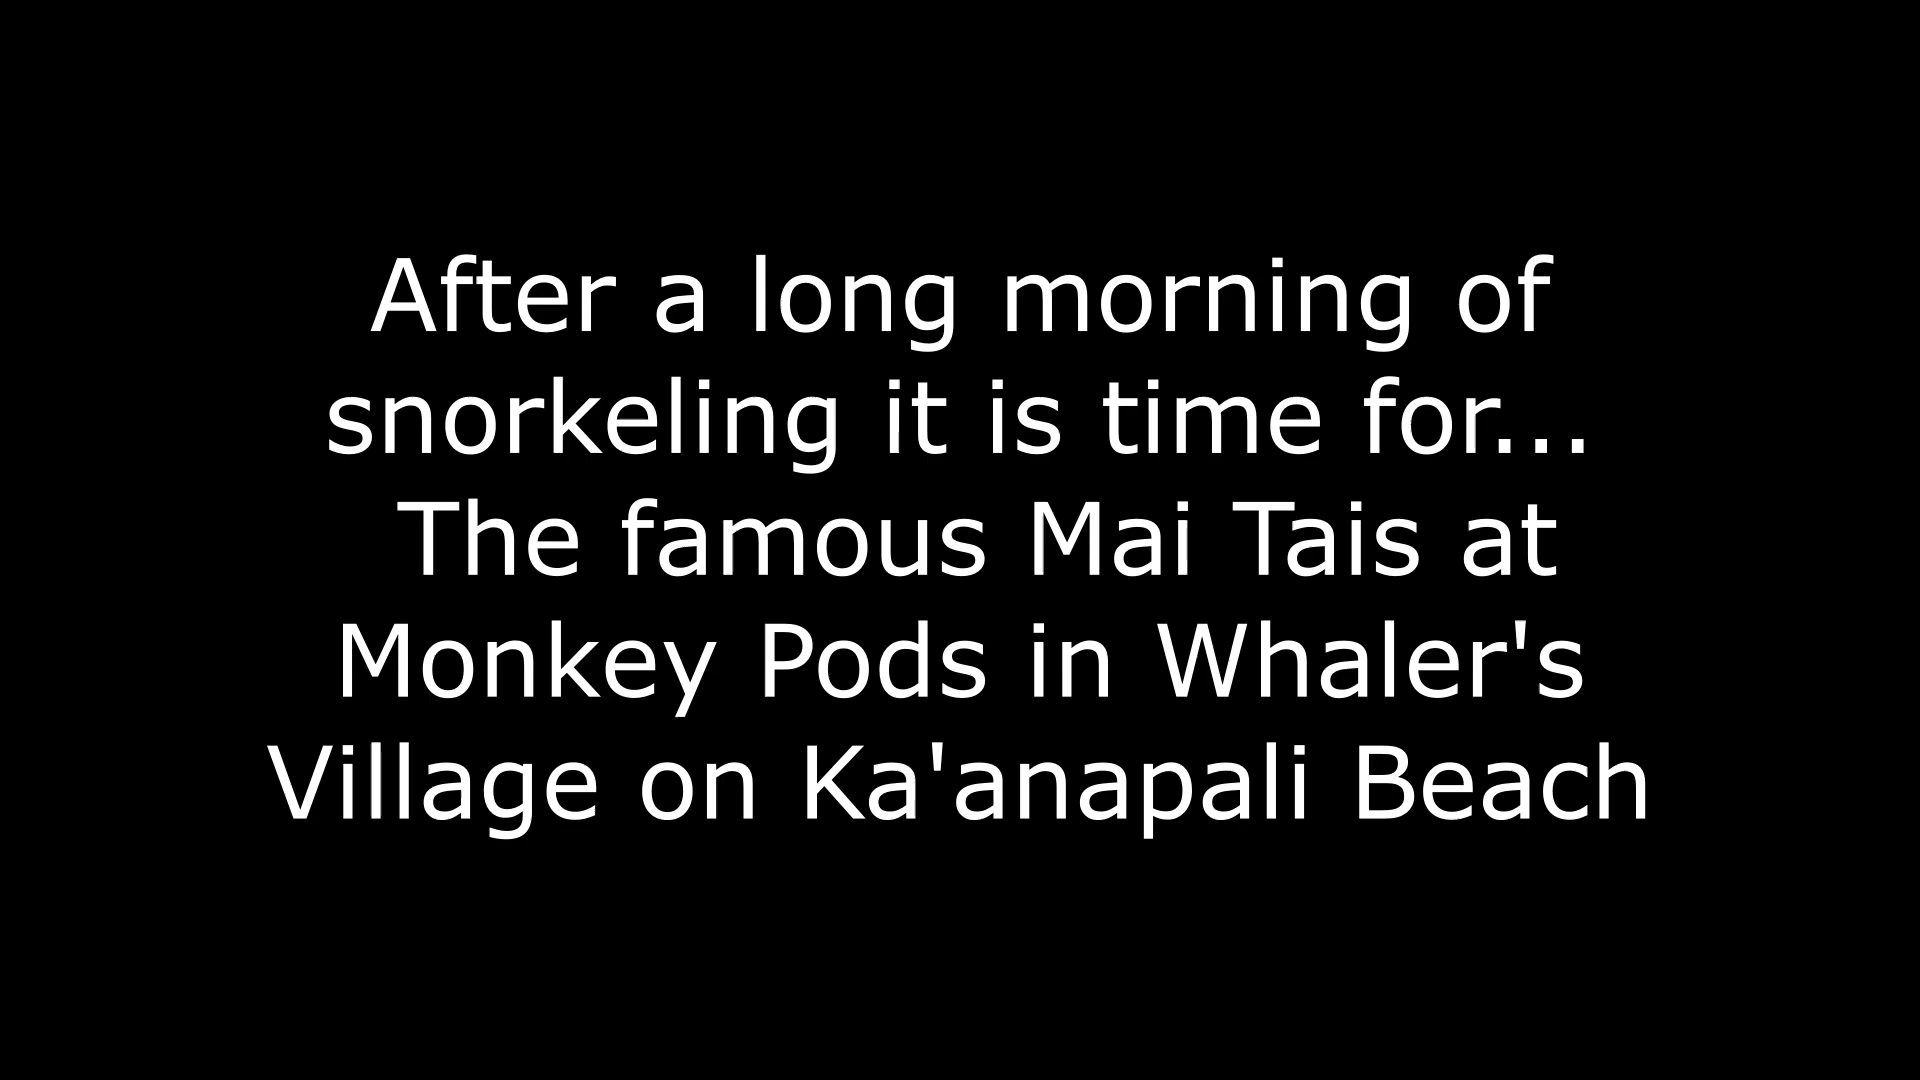 After a long morning of
snorkeling it is time for...
The famous Mai Tais at
Monkey Pods in Whaler's
Village on Ka'anapali Beach